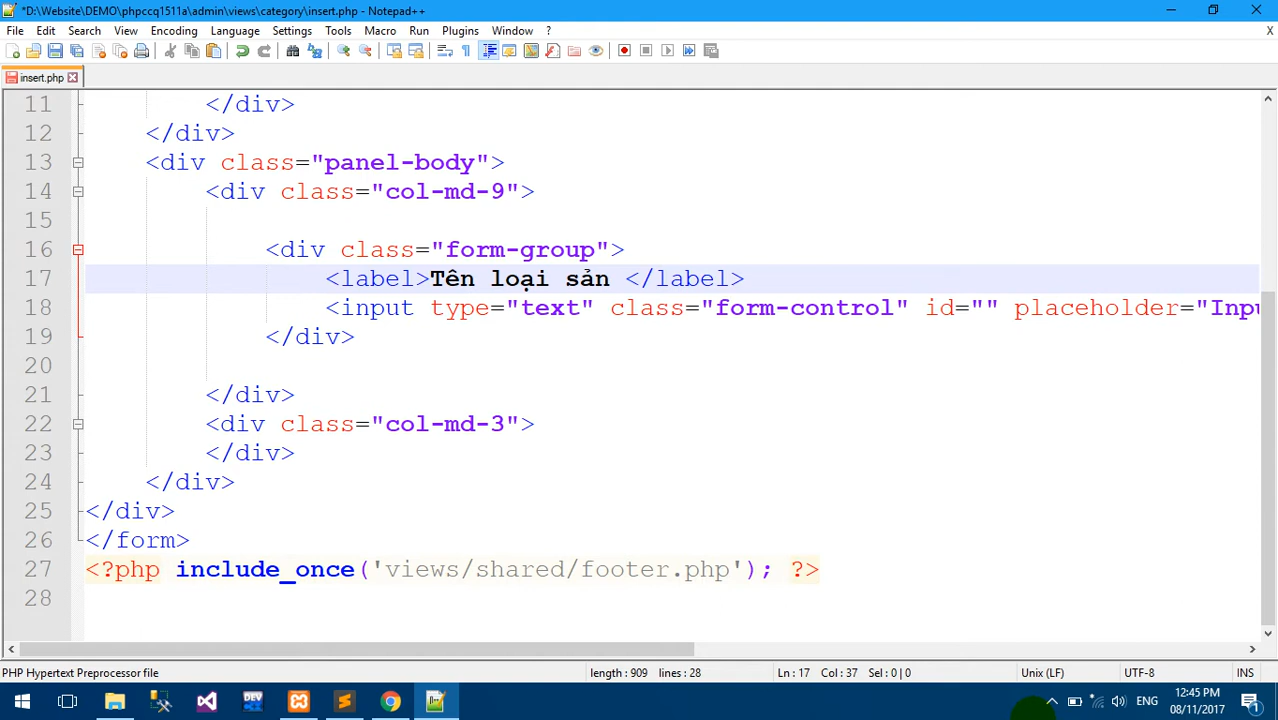 *D:\Website\DEMO\phpccq1511a\admin\views\category\insert.php - Notepad++
File Edit Search View Encoding Language Settings Tools Macro Run Plugins Window ? X
insert.php
11 </div>
12 </div>
13 <div class="panel-body">
14 <div class="col-md-9">
15
16 <div class="form-group">
17 <label>Tên loại sản </label>
18 <input type="text" class="form-control" id="" placeholder="Inpu
19 </div>
20
21 </div>
22 <div class="col-md-3">
23 </div>
24 </div>
25 </div>
26 </form>
27 <?php include_once('views/shared/footer.php'); ?>
28
PHP Hypertext Preprocessor file length : 909 lines : 28 Ln : 17 Col : 37 Sel : 0 | 0 Unix (LF) UTF-8 INS
DEV ENG 12:45 PM
08/11/2017 1